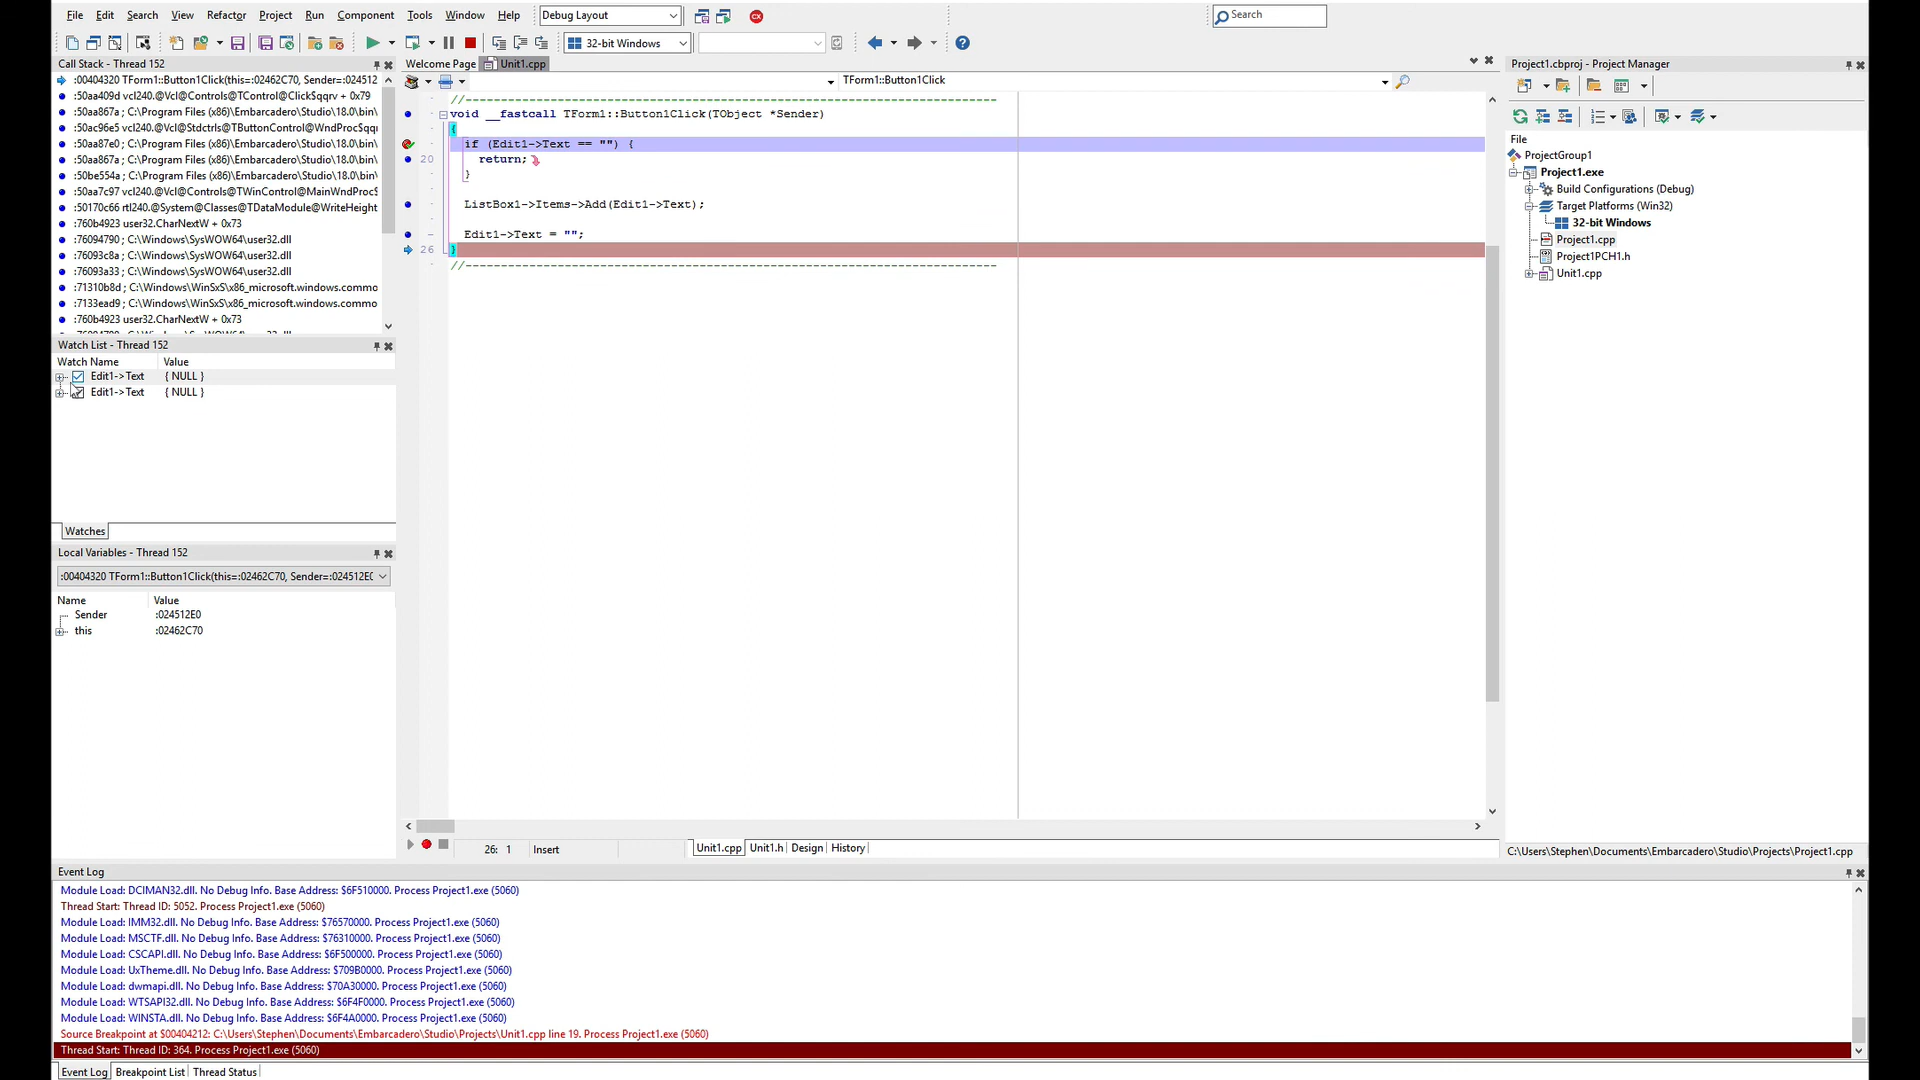 File Edit Search View Refactor Project Run Component Tools Window Help Debug Layout Search
32-bit Windows
Call Stack - Thread 152
:00404320 TForm1::Button1Click(this=:02462C70, Sender=:024512
:50aa409d vcl240.@Vcl@Controls@TControl@Click$qqrv + 0x79
:50aa867a ; C:\Program Files (x86)\Embarcadero\Studio\18.0\bin\
:50ac96e5 vcl240.@Vcl@Stdctrls@TButtonControl@WndProc$qq
:50aa87e0 ; C:\Program Files (x86)\Embarcadero\Studio\18.0\bin\
:50aa867a ; C:\Program Files (x86)\Embarcadero\Studio\18.0\bin\
:50be554a ; C:\Program Files (x86)\Embarcadero\Studio\18.0\bin\
:50aa7c97 vcl240.@Vcl@Controls@TWinControl@MainWndProc$
:50170c66 rtl240.@System@Classes@TDataModule@WriteHeight
:760b4923 user32.CharNextW + 0x73
:76094790 ; C:\Windows\SysWOW64\user32.dll
:76093c8a ; C:\Windows\SysWOW64\user32.dll
:76093a33 ; C:\Windows\SysWOW64\user32.dll
:71310b8d ; C:\Windows\WinSxS\x86_microsoft.windows.commo
:7133ead9 ; C:\Windows\WinSxS\x86_microsoft.windows.commo
:760b4923 user32.CharNextW + 0x73
Watch List - Thread 152
Watch Name Value
Edit1->Text { NULL }
Edit1->Text { NULL }
Watches
Local Variables - Thread 152
:00404320 TForm1::Button1Click(this=:02462C70, Sender=:024512E0
Name Value
Sender :024512E0
this :02462C70
Welcome Page Unit1.cpp
TForm1::Button1Click
//---------------------------------------------------------------------------
void __fastcall TForm1::Button1Click(TObject *Sender)
{
if (Edit1->Text == "") {
20 return;
}
ListBox1->Items->Add(Edit1->Text);
Edit1->Text = "";
26 }
//---------------------------------------------------------------------------
26: 1 Insert
Unit1.cpp Unit1.h Design History
Project1.cbproj - Project Manager
File
ProjectGroup1
Project1.exe
Build Configurations (Debug)
Target Platforms (Win32)
32-bit Windows
Project1.cpp
Project1PCH1.h
Unit1.cpp
C:\Users\Stephen\Documents\Embarcadero\Studio\Projects\Project1.cpp
Event Log
Module Load: DCIMAN32.dll. No Debug Info. Base Address: $6F510000. Process Project1.exe (5060)
Thread Start: Thread ID: 5052. Process Project1.exe (5060)
Module Load: IMM32.dll. No Debug Info. Base Address: $76570000. Process Project1.exe (5060)
Module Load: MSCTF.dll. No Debug Info. Base Address: $76310000. Process Project1.exe (5060)
Module Load: CSCAPI.dll. No Debug Info. Base Address: $6F500000. Process Project1.exe (5060)
Module Load: UxTheme.dll. No Debug Info. Base Address: $709B0000. Process Project1.exe (5060)
Module Load: dwmapi.dll. No Debug Info. Base Address: $70A30000. Process Project1.exe (5060)
Module Load: WTSAPI32.dll. No Debug Info. Base Address: $6F4F0000. Process Project1.exe (5060)
Module Load: WINSTA.dll. No Debug Info. Base Address: $6F4A0000. Process Project1.exe (5060)
Source Breakpoint at $00404212: C:\Users\Stephen\Documents\Embarcadero\Studio\Projects\Unit1.cpp line 19. Process Project1.exe (5060)
Thread Start: Thread ID: 364. Process Project1.exe (5060)
Event Log Breakpoint List Thread Status